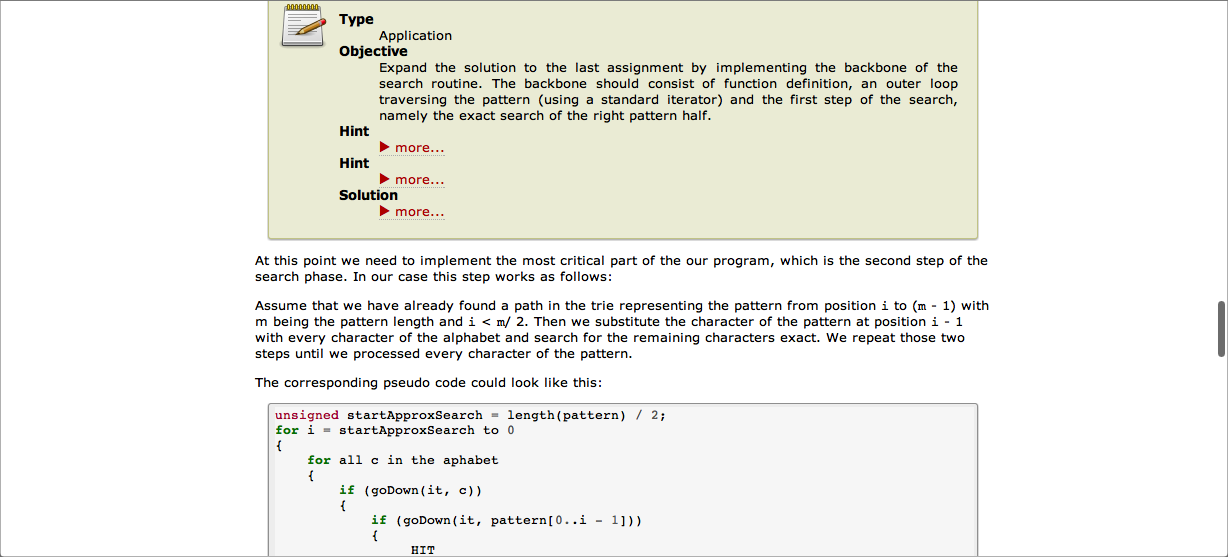 Type
Application
Objective
Expand the solution to the last assignment by implementing the backbone of the
search routine. The backbone should consist of function definition, an outer loop
traversing the pattern (using a standard iterator) and the first step of the search,
namely the exact search of the right pattern half.
Hint
more...
Hint
more...
Solution
more...
At this point we need to implement the most critical part of the our program, which is the second step of the
search phase. In our case this step works as follows:
Assume that we have already found a path in the trie representing the pattern from position i to (m - 1) with
m being the pattern length and i < m/ 2. Then we substitute the character of the pattern at position i - 1
with every character of the alphabet and search for the remaining characters exact. We repeat those two
steps until we processed every character of the pattern.
The corresponding pseudo code could look like this:
unsigned startApproxSearch = length(pattern) / 2;
for i = startApproxSearch to 0
{
for all c in the aphabet
{
if (goDown(it, c))
{
if (goDown(it, pattern[0..i - 1]))
{
HIT